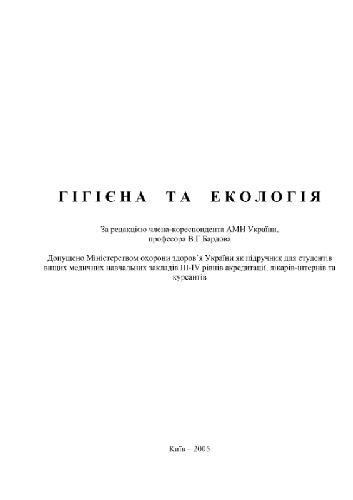 ГІГІЄНА ТА ЕКОЛОГІЯ
За редакцією члена-кореспондента АМН України,
професора В.Г.Бардова
Допущено Міністерством охорони здоров’я України як підручник для студентів
вищих медичних навчальних закладів III-IV рівнів акредитації, лікарів-інтернів та
курсантів
Київ – 2005